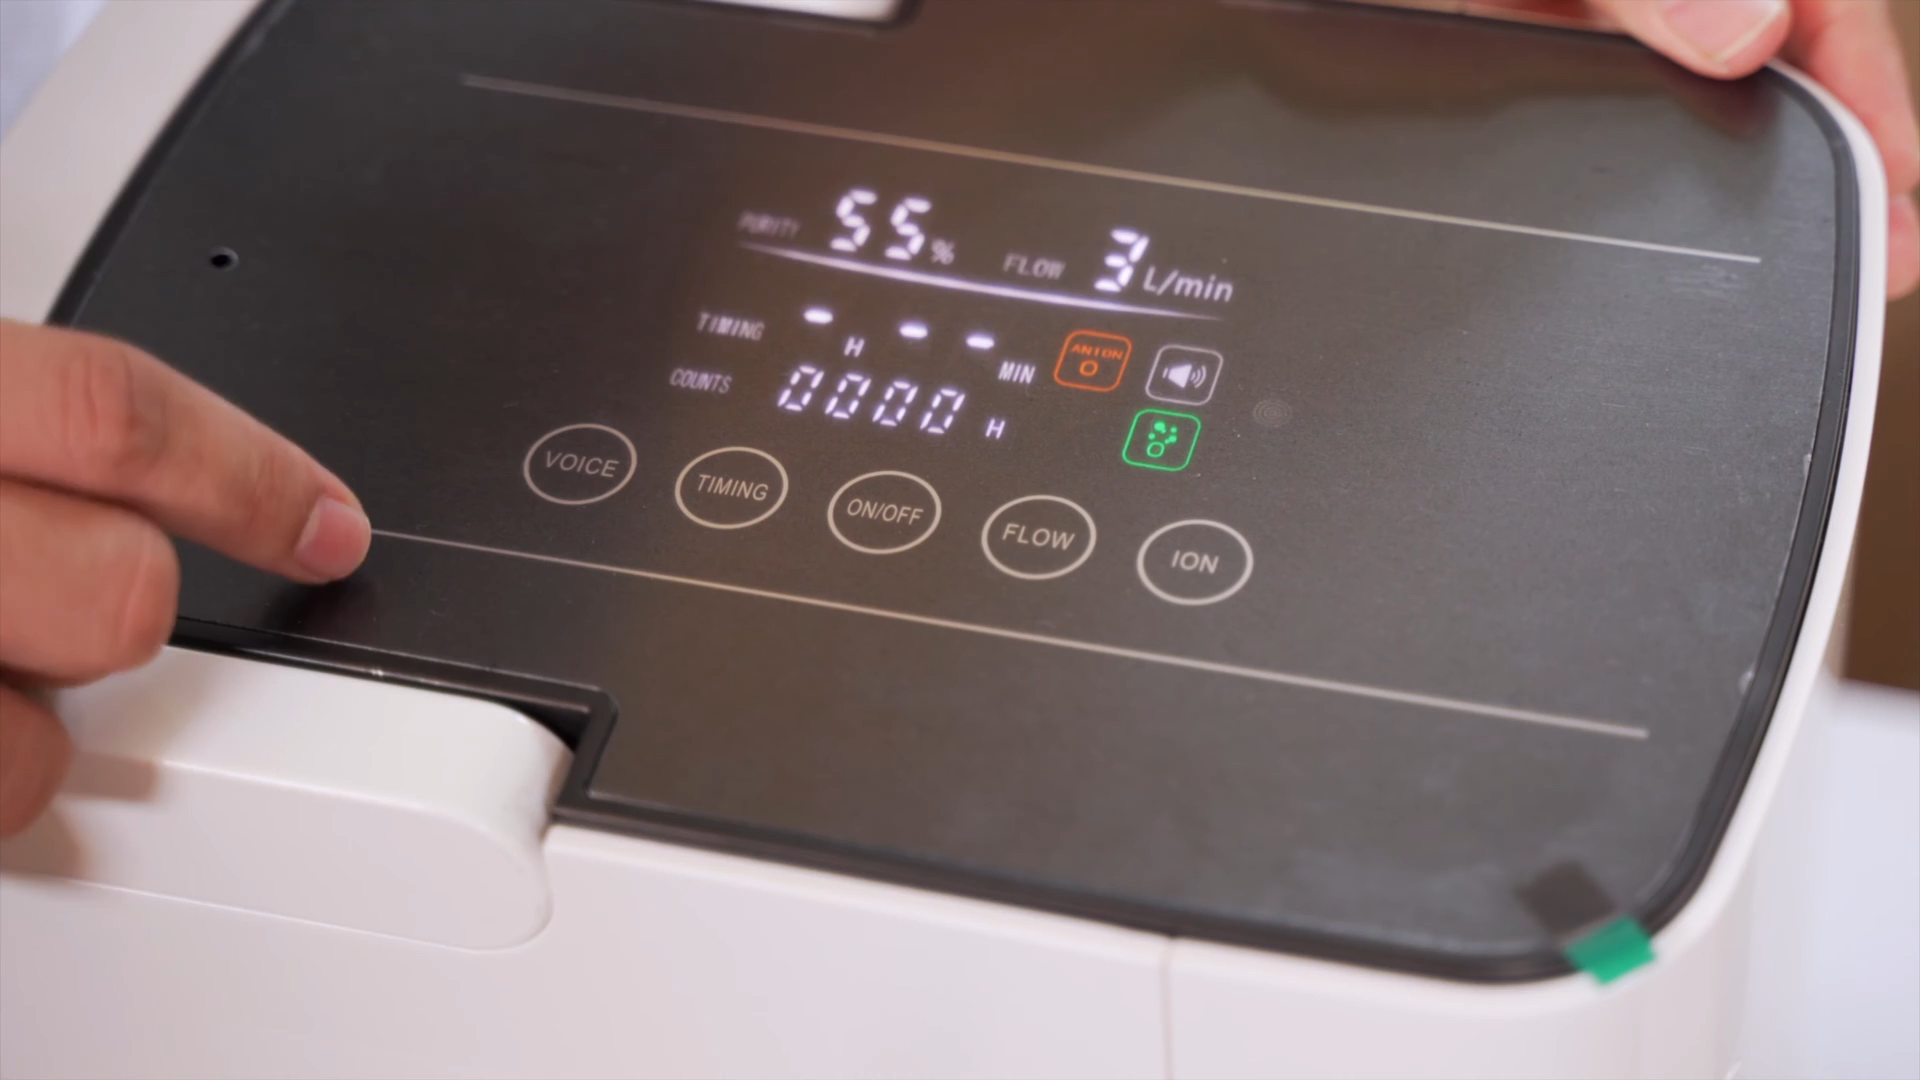 PURITY 55 % FLOW 3 L/min
TIMING - H - - MIN
ANION
O
COUNTS 0000 H
O
VOICE TIMING ON/OFF FLOW ION